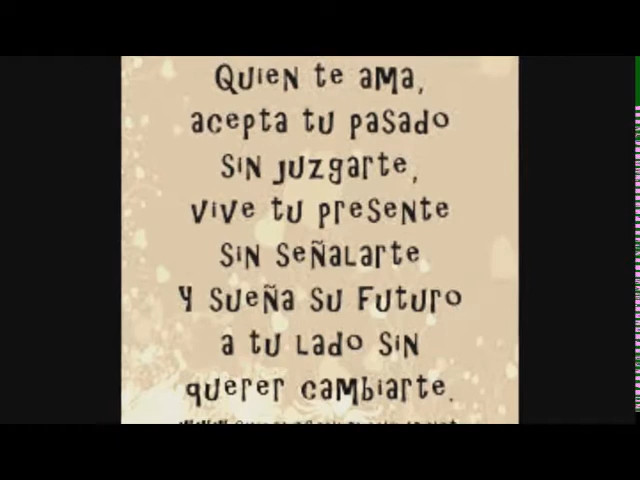 Quien te ama,
acepta tu pasado
sin juzgarte,
vive tu presente
sin señalarte
y sueña su futuro
a tu lado sin
querer cambiarte.